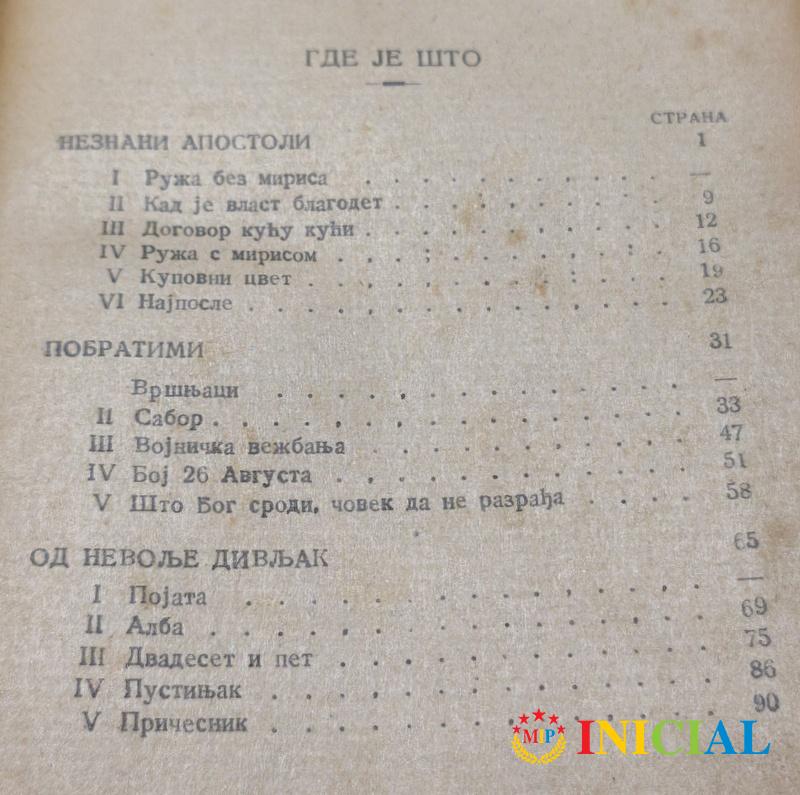 ГДЕ ЈЕ ШТО
СТРАНА
НЕЗНАНИ АПОСТОЛИ 1
I Ружа без мириса . . . . . . . . . . —
II Кад је власт благодет . . . . . . . . 9
III Договор кућу кући . . . . . . . . . 12
IV Ружа с мирисом . . . . . . . . . . 16
V Куповни цвет . . . . . . . . . . . 19
VI Најпосле . . . . . . . . . . . . . 23
ПОБРАТИМИ 31
Вршњаци . . . . . . . . . . . . —
II Сабор . . . . . . . . . . . . . . 33
III Војничка вежбања . . . . . . . . . 47
IV Бој 26 Августа . . . . . . . . . . 51
V Што Бог сроди, човек да не разрађа . . . . 58
ОД НЕВОЉЕ ДИВЉАК 65
I Појата . . . . . . . . . . . . . —
II Алба . . . . . . . . . . . . . . 69
III Двадесет и пет . . . . . . . . . . 75
IV Пустињак . . . . . . . . . . . . 86
V Причесник . . . . . . . . . . . . 90
MIP INICIAL